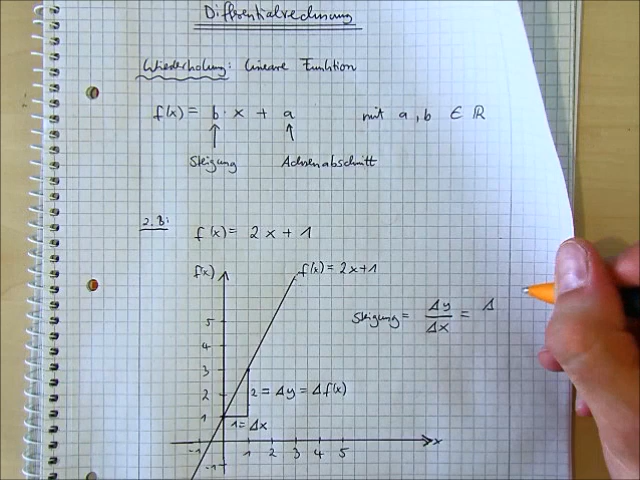 Differentialrechnung
Wiederholung: Lineare Funktion
f(x) = b · x + a mit a, b ∈ ℝ
Steigung Achsenabschnitt
z.B.: f(x) = 2x + 1
f(x) f(x) = 2x+1
Steigung = Δy/Δx = Δ
5
4
3
2
1
-1
2 = Δy = Δf(x)
1 = Δx
-1 1 2 3 4 5 x